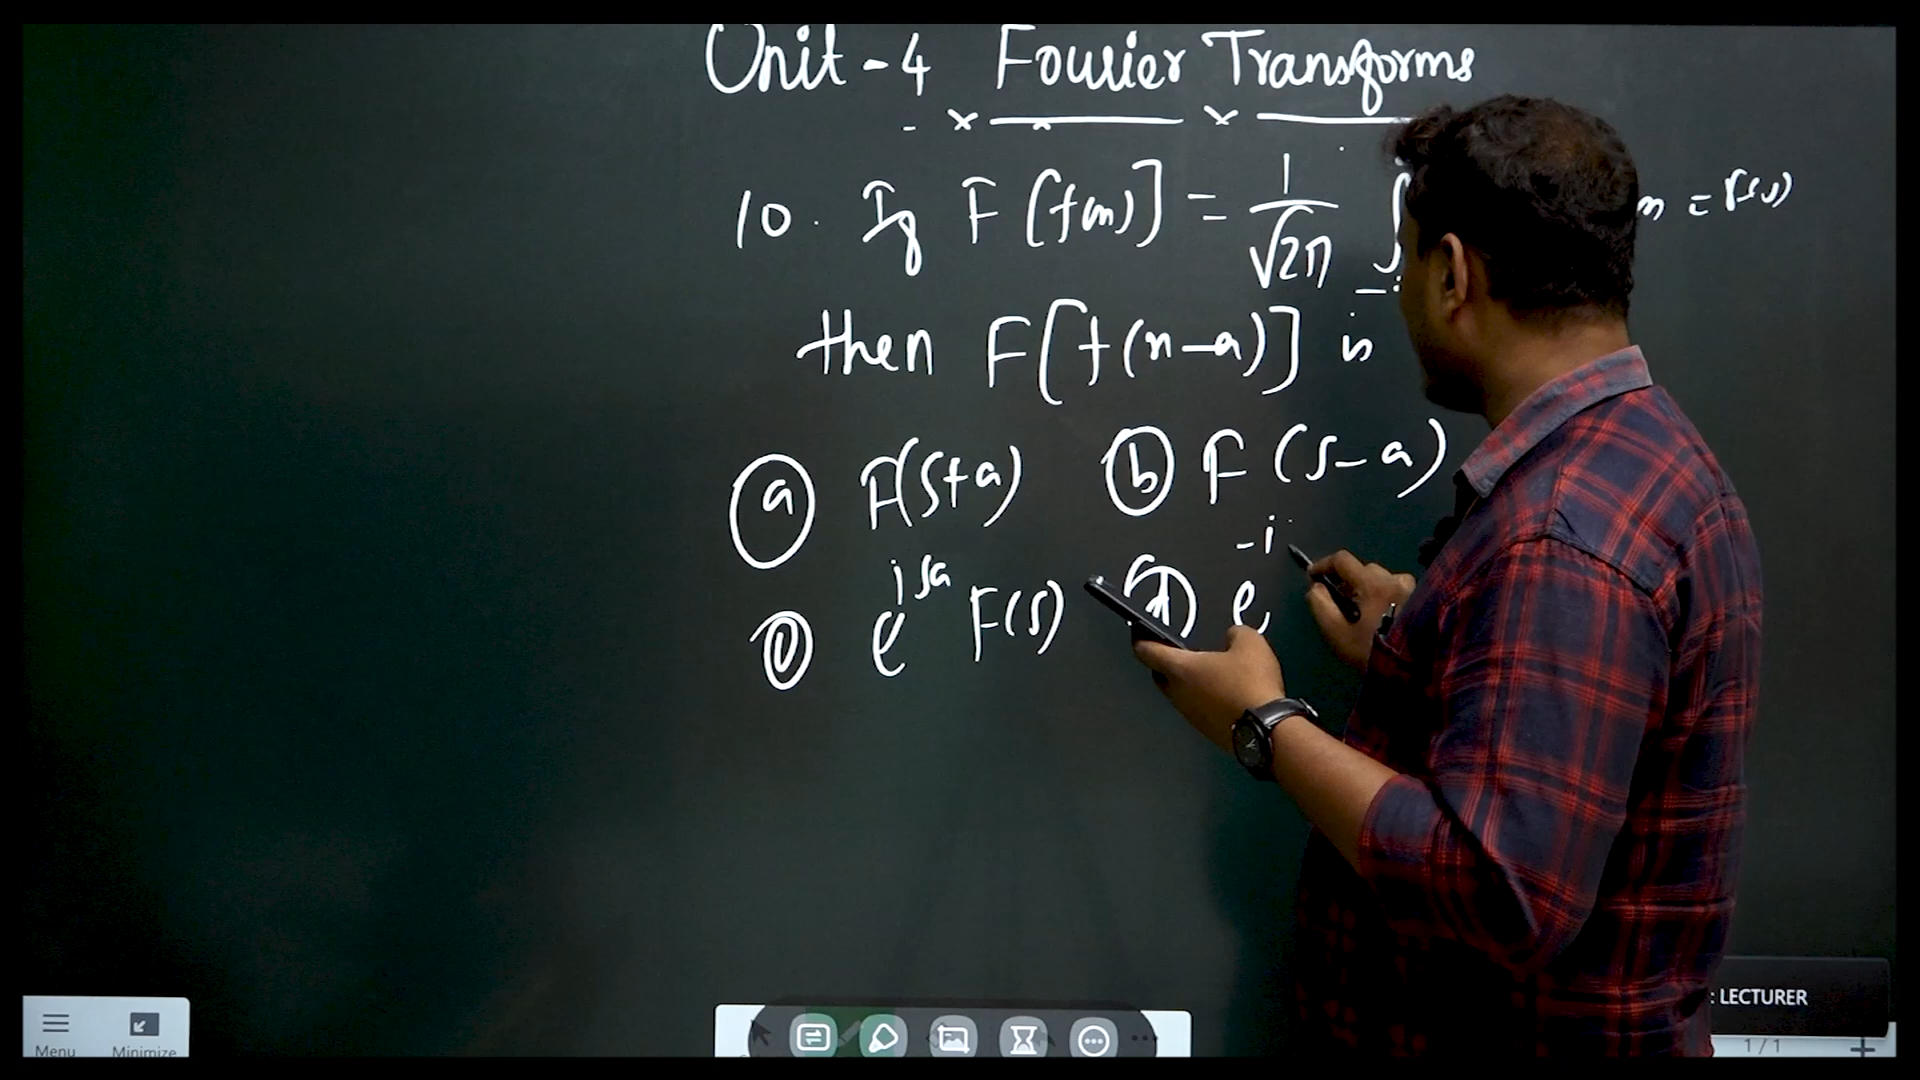 Unit - 4 Fourier Transforms
10. If F[f(x)] = 1/√2π ∫ x = F(s)
then F[f(x-a)] is
(a) F(s+a) (b) F(s-a)
e^isa F(s) (d) e^-i
: LECTURER
Menu Minimize 1 / 1